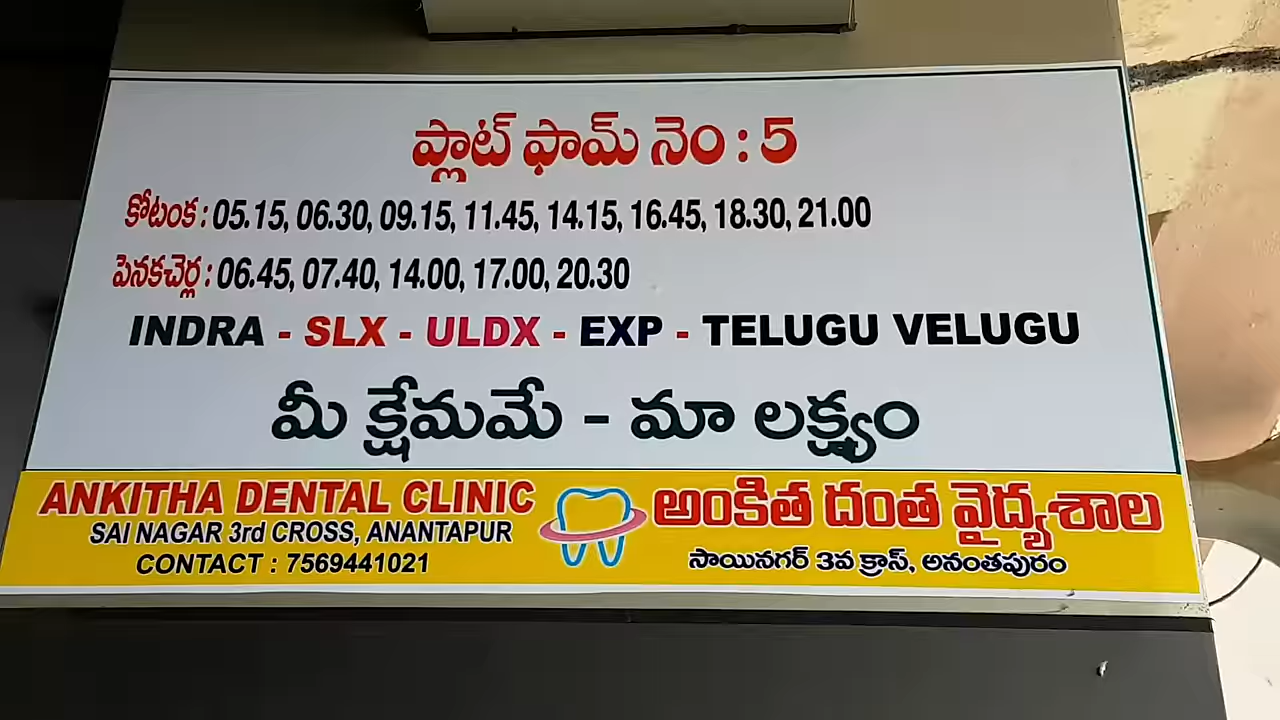 ప్లాట్ ఫామ్ నెం : 5
కోటంక : 05.15, 06.30, 09.15, 11.45, 14.15, 16.45, 18.30, 21.00
పెనకచెర్ల : 06.45, 07.40, 14.00, 17.00, 20.30
INDRA - SLX - ULDX - EXP - TELUGU VELUGU
మీ క్షేమమే - మా లక్ష్యం
ANKITHA DENTAL CLINIC
SAI NAGAR 3rd CROSS, ANANTAPUR
CONTACT : 7569441021
అంకిత దంత వైద్యశాల
సాయినగర్ 3వ క్రాస్, అనంతపురం